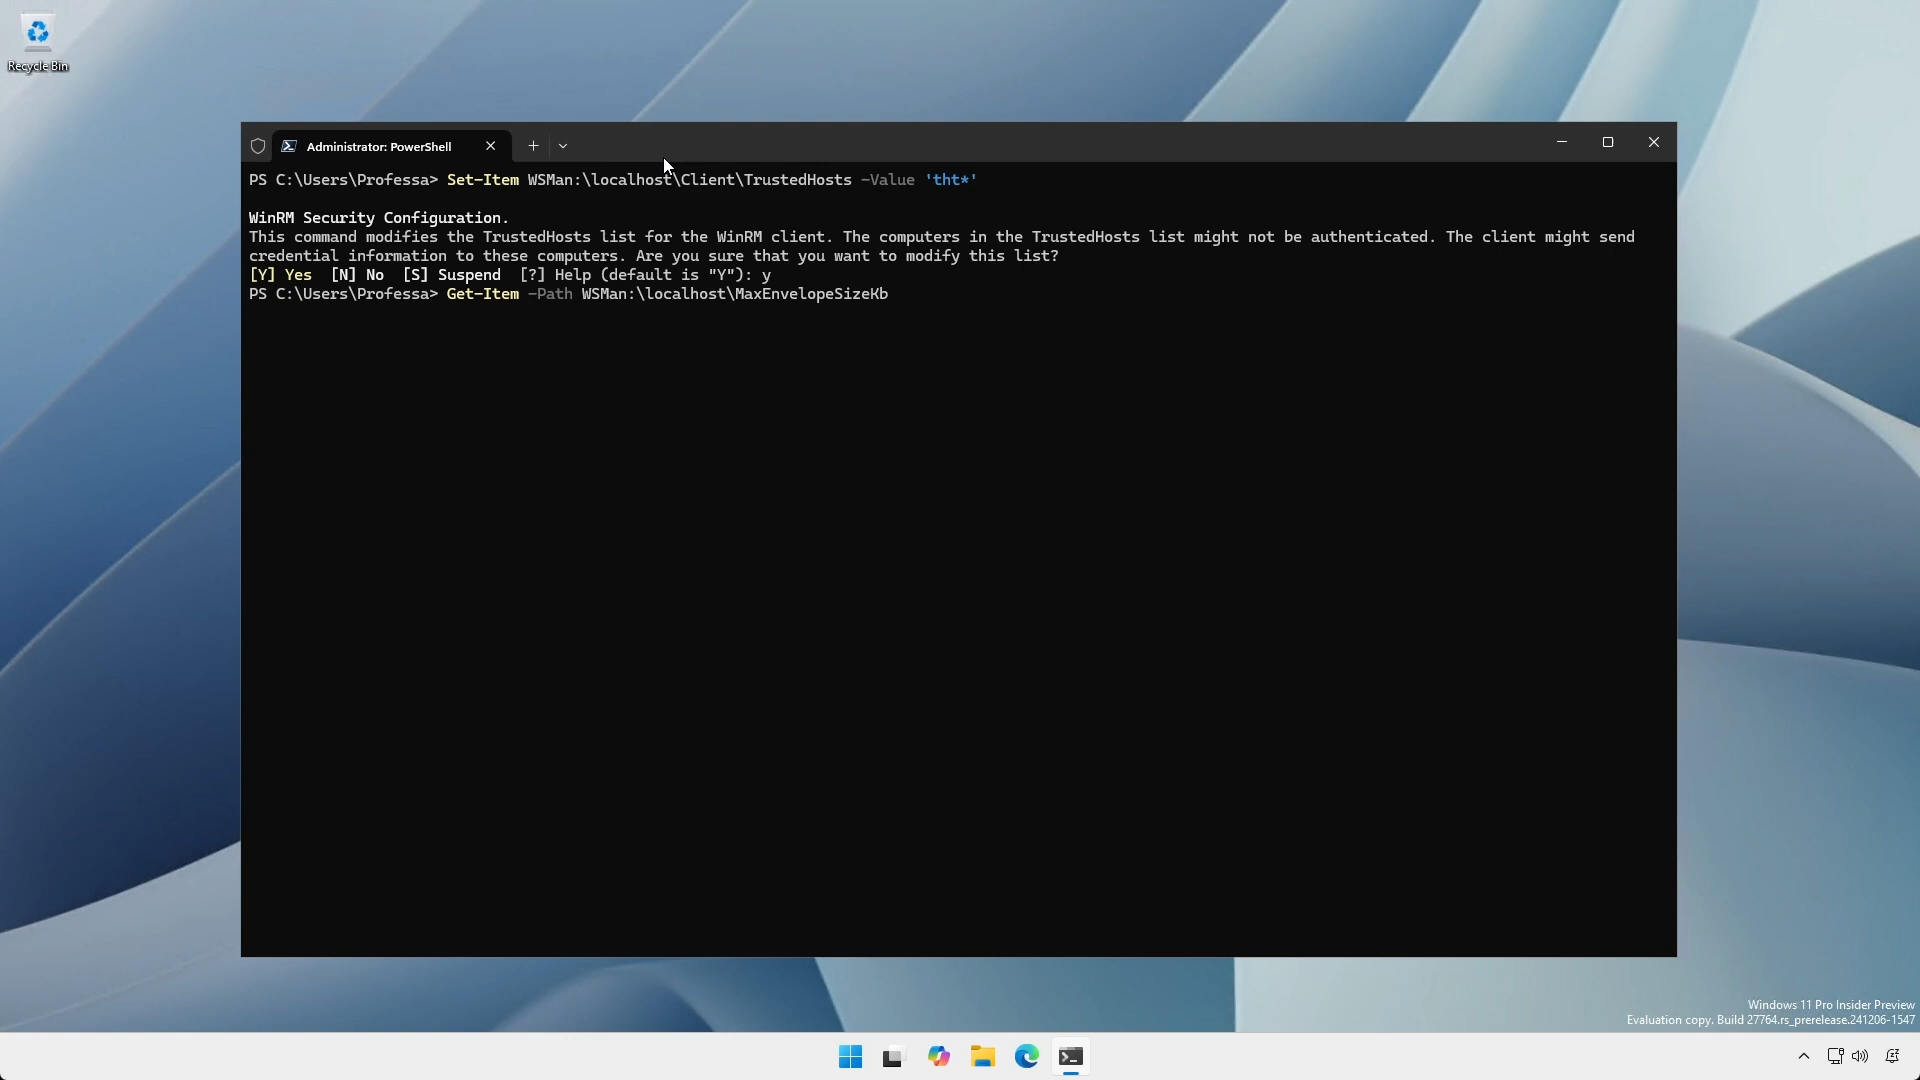 Recycle Bin
Administrator: PowerShell
PS C:\Users\Professa> Set-Item WSMan:\localhost\Client\TrustedHosts -Value 'tht*'
WinRM Security Configuration.
This command modifies the TrustedHosts list for the WinRM client. The computers in the TrustedHosts list might not be authenticated. The client might send
credential information to these computers. Are you sure that you want to modify this list?
[Y] Yes  [N] No  [S] Suspend  [?] Help (default is "Y"): y
PS C:\Users\Professa> Get-Item -Path WSMan:\localhost\MaxEnvelopeSizeKb
Windows 11 Pro Insider Preview
Evaluation copy. Build 27764.rs_prerelease.241206-1547